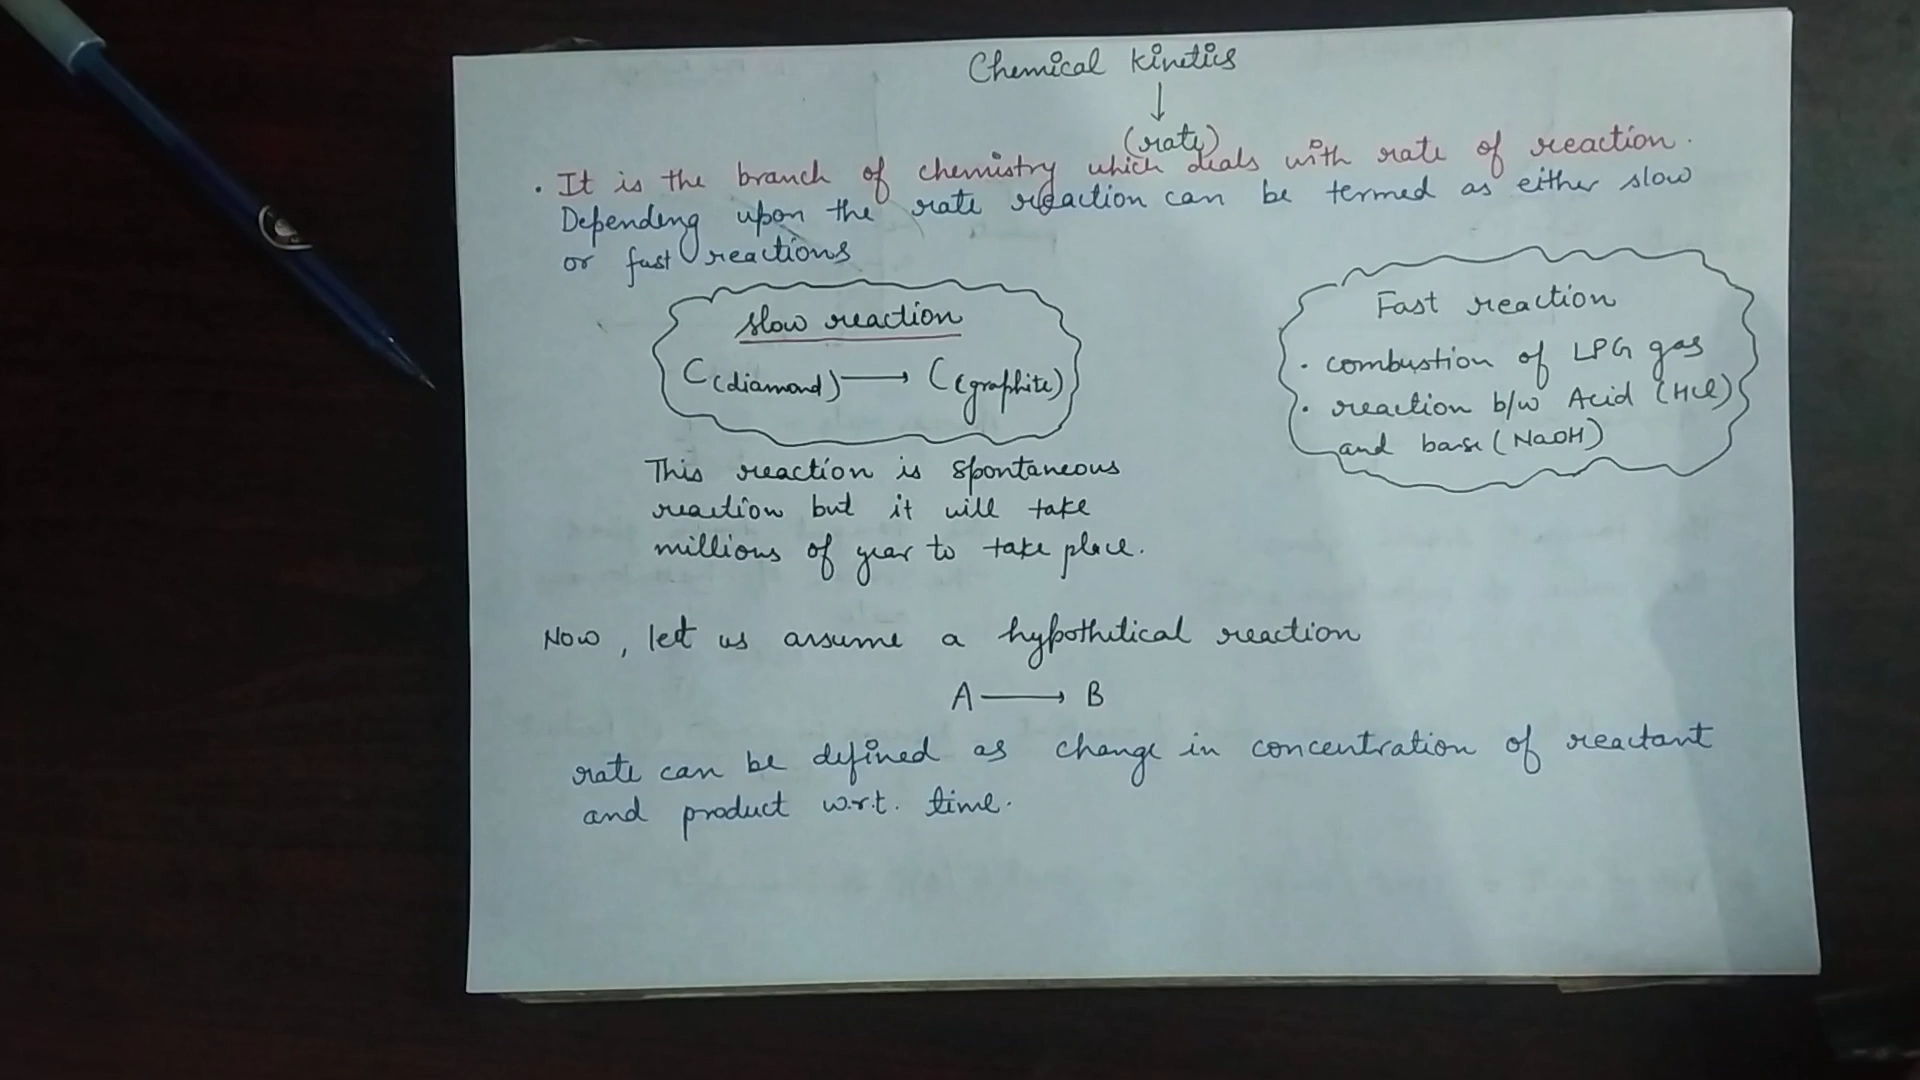 Chemical Kinetics
↓
(rate)
. It is the branch of chemistry which deals with rate of reaction.
Depending upon the rate reaction can be termed as either slow
or fast reactions
slow reaction
C(diamond) ⟶ C(graphite)
This reaction is spontaneous
reaction but it will take
millions of year to take place.
Fast reaction
. combustion of LPG gas
. reaction b/w Acid (HCl)
and base (NaOH)
Now, let us assume a hypothitical reaction
A ⟶ B
rate can be defined as change in concentration of reactant
and product w.r.t. time.